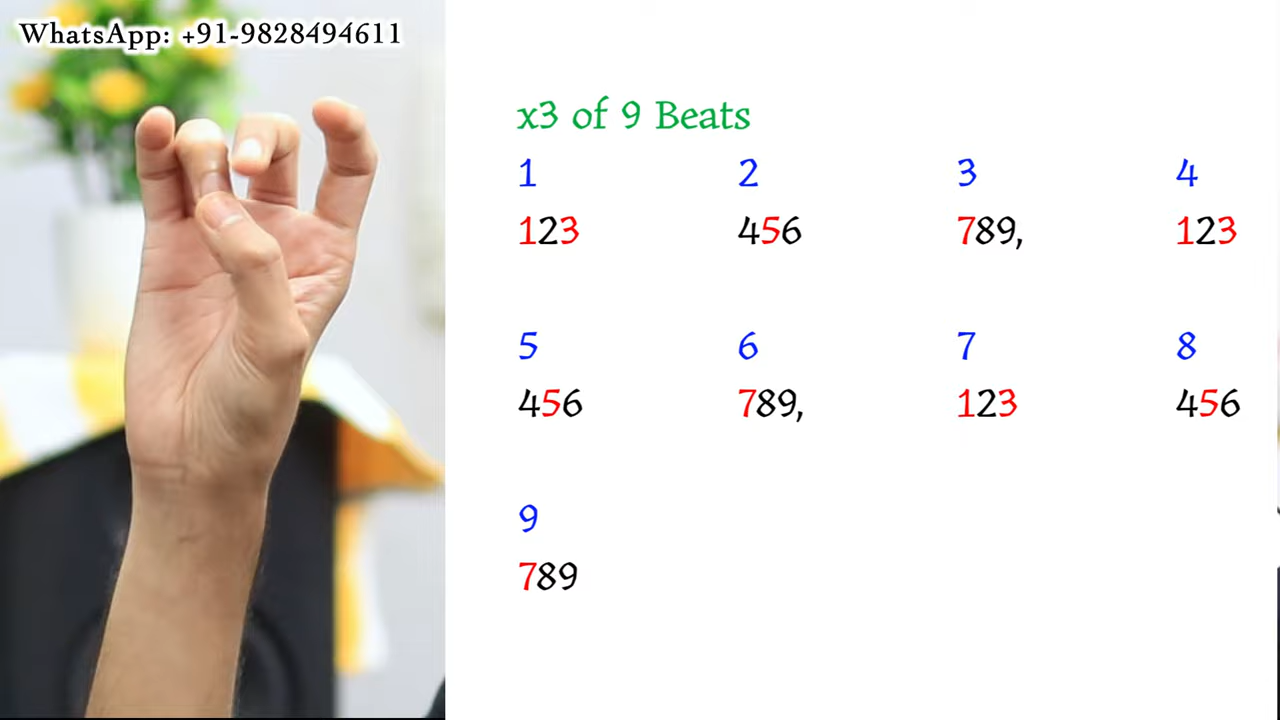 WhatsApp: +91-9828494611
x3 of 9 Beats
1 2 3 4
123 456 789, 123
5 6 7 8
456 789, 123 456
9
789